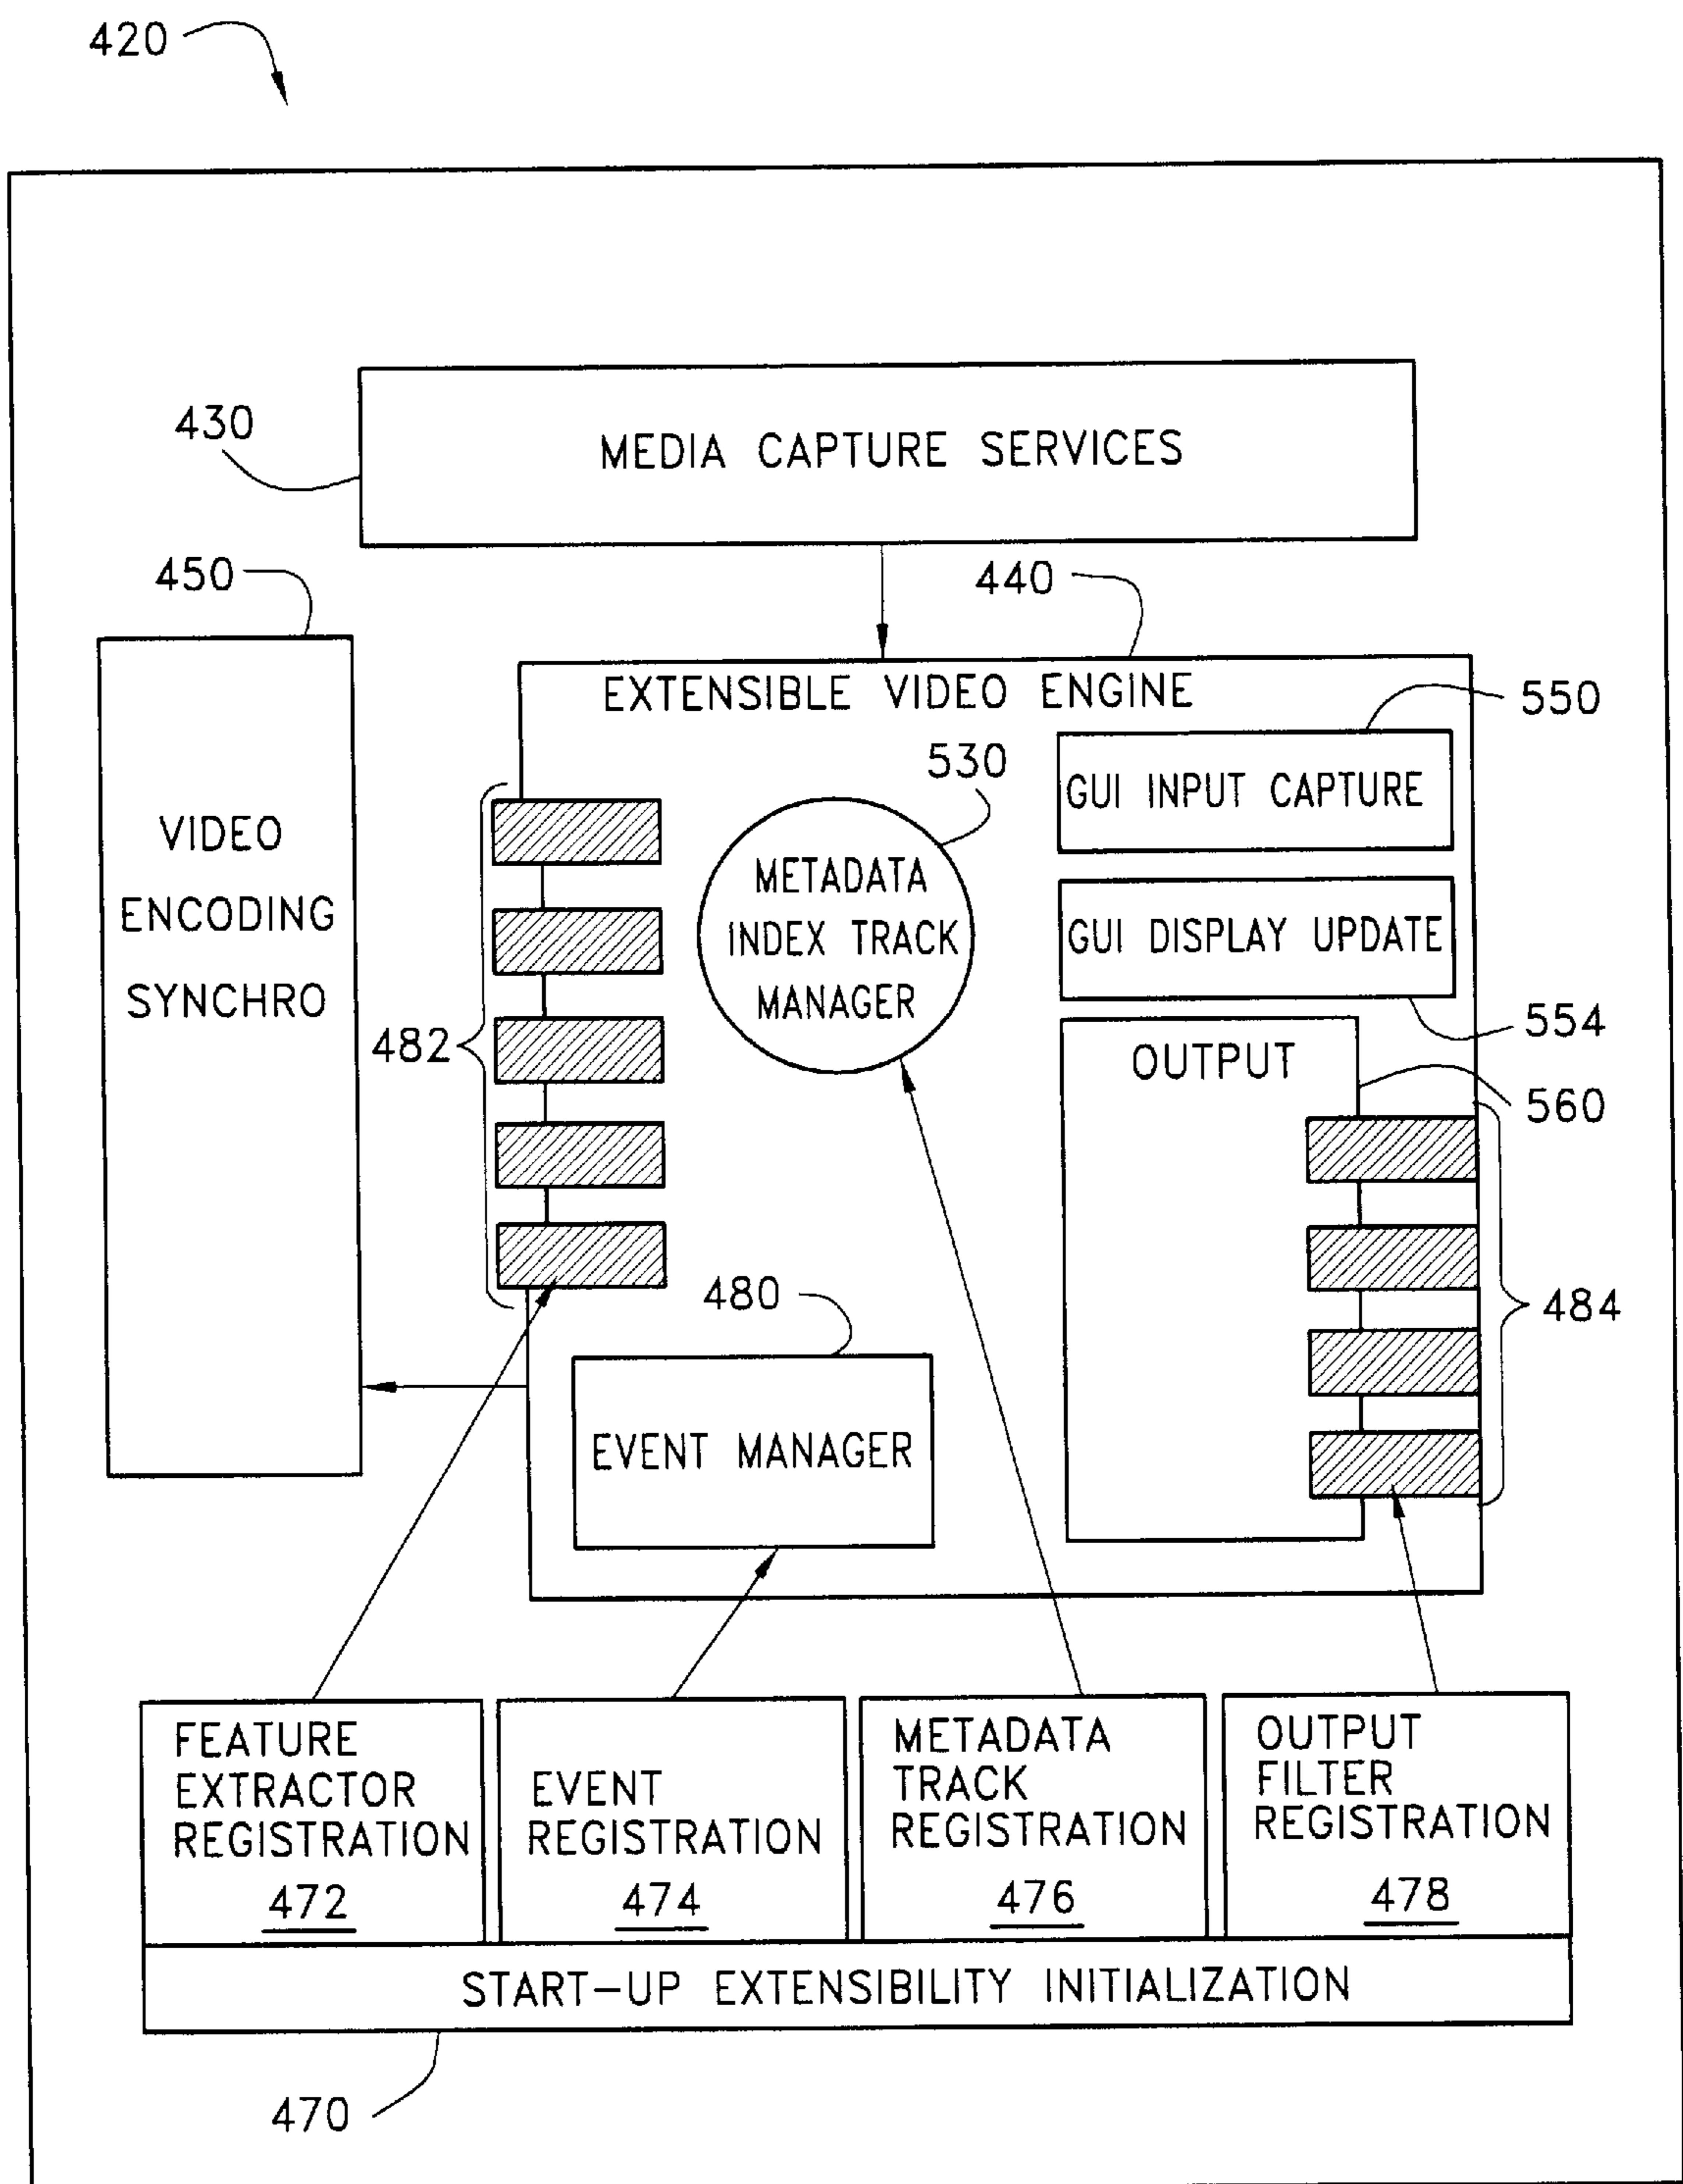 420
430
MEDIA CAPTURE SERVICES
450
440
EXTENSIBLE VIDEO ENGINE
550
530
GUI INPUT CAPTURE
VIDEO
ENCODING
SYNCHRO
METADATA
INDEX TRACK
MANAGER
GUI DISPLAY UPDATE
482
554
OUTPUT
560
480
484
EVENT MANAGER
FEATURE
EXTRACTOR
REGISTRATION
472
EVENT
REGISTRATION
474
METADATA
TRACK
REGISTRATION
476
OUTPUT
FILTER
REGISTRATION
478
START-UP EXTENSIBILITY INITIALIZATION
470